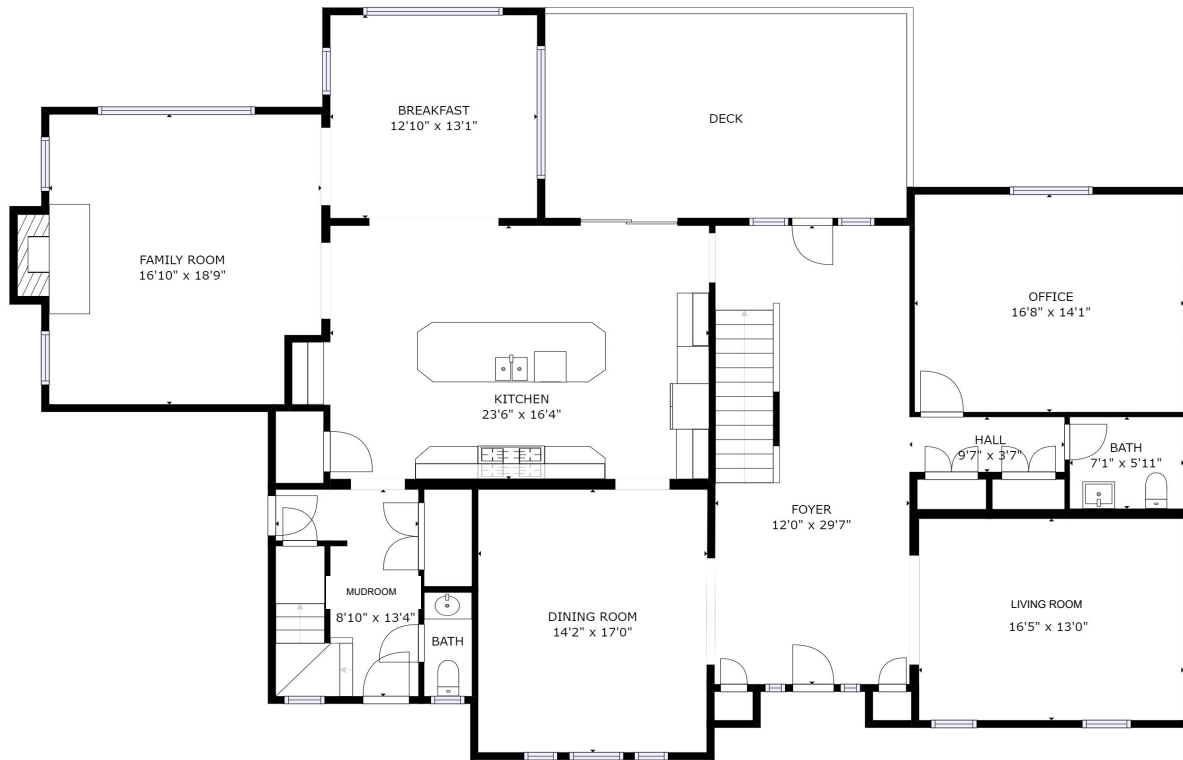 BREAKFAST
12'10" x 13'1"
DECK
FAMILY ROOM
16'10" x 18'9"
OFFICE
16'8" x 14'1"
KITCHEN
23'6" x 16'4"
HALL
9'7" x 3'7"
BATH
7'1" x 5'11"
FOYER
12'0" x 29'7"
MUDROOM
8'10" x 13'4"
BATH
DINING ROOM
14'2" x 17'0"
LIVING ROOM
16'5" x 13'0"